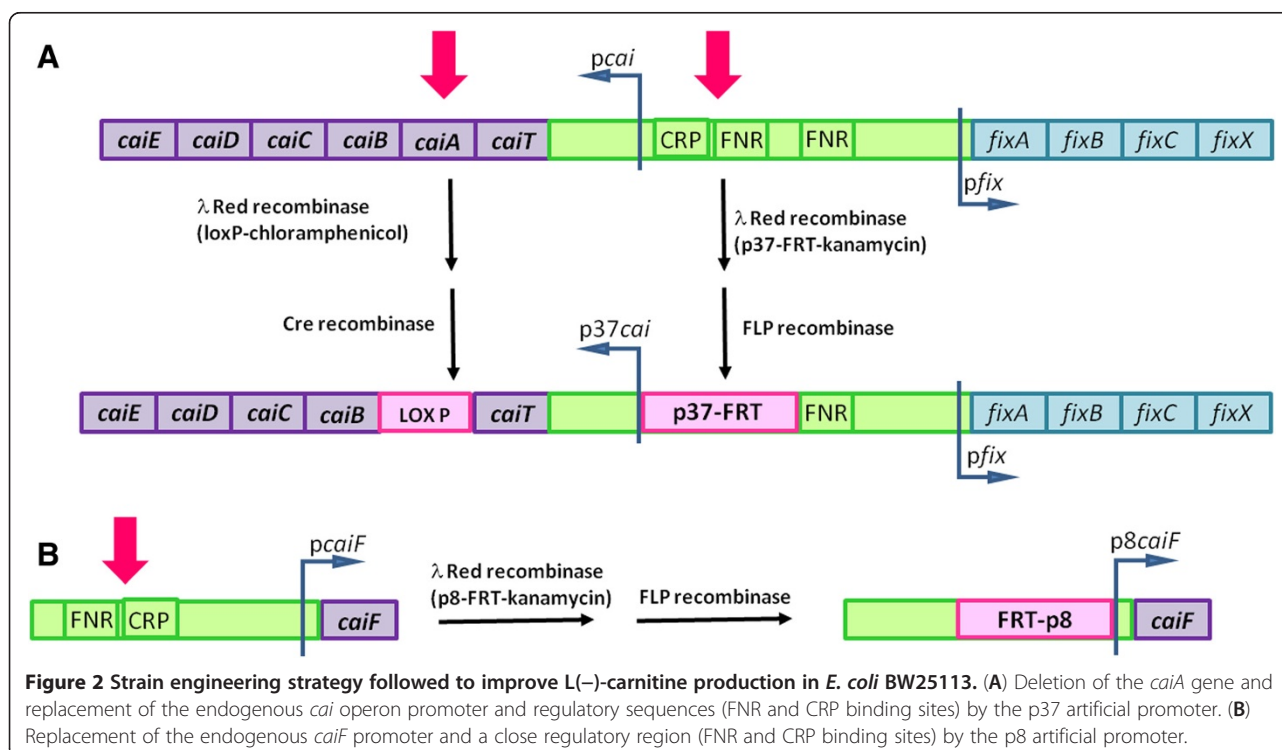 A
pcai
caiE caiD caiC caiB caiA caiT CRP FNR FNR fixA fixB fixC fixX
pfix
λ Red recombinase
(loxP-chloramphenicol)
λ Red recombinase
(p37-FRT-kanamycin)
Cre recombinase
FLP recombinase
p37cai
caiE caiD caiC caiB LOX P caiT p37-FRT FNR fixA fixB fixC fixX
pfix
B
pcaiF
FNR CRP caiF
λ Red recombinase
(p8-FRT-kanamycin)
FLP recombinase
p8caiF
FRT-p8 caiF
Figure 2 Strain engineering strategy followed to improve L(−)-carnitine production in E. coli BW25113. (A) Deletion of the caiA gene and
replacement of the endogenous cai operon promoter and regulatory sequences (FNR and CRP binding sites) by the p37 artificial promoter. (B)
Replacement of the endogenous caiF promoter and a close regulatory region (FNR and CRP binding sites) by the p8 artificial promoter.